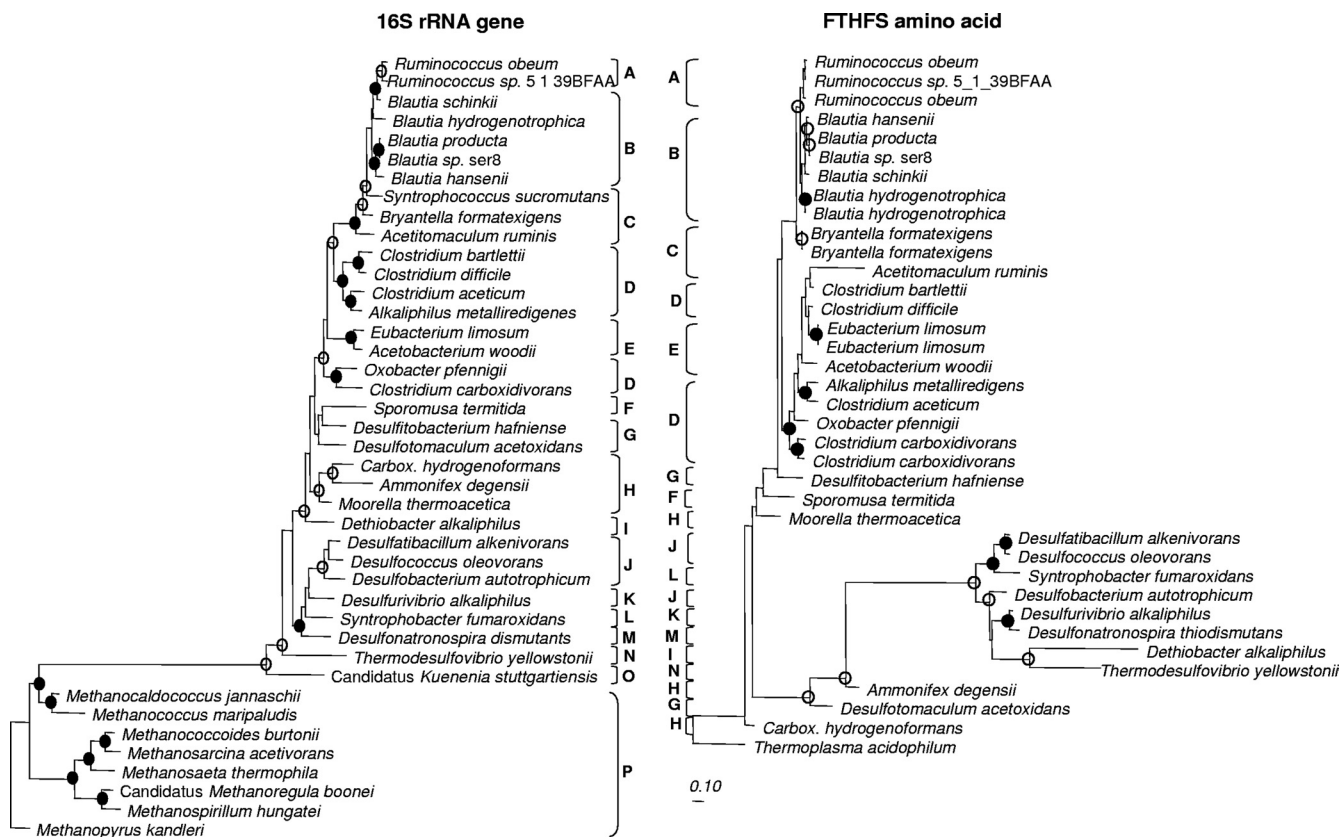 16S rRNA gene
Ruminococcus obeum
Ruminococcus sp. 5 1 39BFAA
Blautia schinkii
Blautia hydrogenotrophica
Blautia producta
Blautia sp. ser8
Blautia hansenii
Syntrophococcus sucromutans
Bryantella formatexigens
Acetitomaculum ruminis
Clostridium bartlettii
Clostridium difficile
Clostridium aceticum
Alkaliphilus metalliredigenes
Eubacterium limosum
Acetobacterium woodii
Oxobacter pfennigii
Clostridium carboxidivorans
Sporomusa termitida
Desulfitobacterium hafniense
Desulfotomaculum acetoxidans
Carbox. hydrogenoformans
Ammonifex degensii
Moorella thermoacetica
Dethiobacter alkaliphilus
Desulfatibacillum alkenivorans
Desulfococcus oleovorans
Desulfobacterium autotrophicum
Desulfurivibrio alkaliphilus
Syntrophobacter fumaroxidans
Desulfonatronospira dismutants
Thermodesulfovibrio yellowstonii
Candidatus Kuenenia stuttgartiensis
Methanocaldococcus jannaschii
Methanococcus maripaludis
Methanococcoides burtonii
Methanosarcina acetivorans
Methanosaeta thermophila
Candidatus Methanoregula boonei
Methanospirillum hungatei
Methanopyrus kandleri
A
B
C
D
E
D
F
G
H
I
J
K
L
M
N
O
P
FTHFS amino acid
A
B
C
D
E
D
G
F
H
J
L
J
K
M
I
N
H
G
H
Ruminococcus obeum
Ruminococcus sp. 5_1_39BFAA
Ruminococcus obeum
Blautia hansenii
Blautia producta
Blautia sp. ser8
Blautia schinkii
Blautia hydrogenotrophica
Blautia hydrogenotrophica
Bryantella formatexigens
Bryantella formatexigens
Acetitomaculum ruminis
Clostridium bartlettii
Clostridium difficile
Eubacterium limosum
Eubacterium limosum
Acetobacterium woodii
Alkaliphilus metalliredigens
Clostridium aceticum
Oxobacter pfennigii
Clostridium carboxidivorans
Clostridium carboxidivorans
Desulfitobacterium hafniense
Sporomusa termitida
Moorella thermoacetica
Desulfatibacillum alkenivorans
Desulfococcus oleovorans
Syntrophobacter fumaroxidans
Desulfobacterium autotrophicum
Desulfurivibrio alkaliphilus
Desulfonatronospira thiodismutans
Dethiobacter alkaliphilus
Thermodesulfovibrio yellowstonii
Ammonifex degensii
Desulfotomaculum acetoxidans
Carbox. hydrogenoformans
Thermoplasma acidophilum
0.10